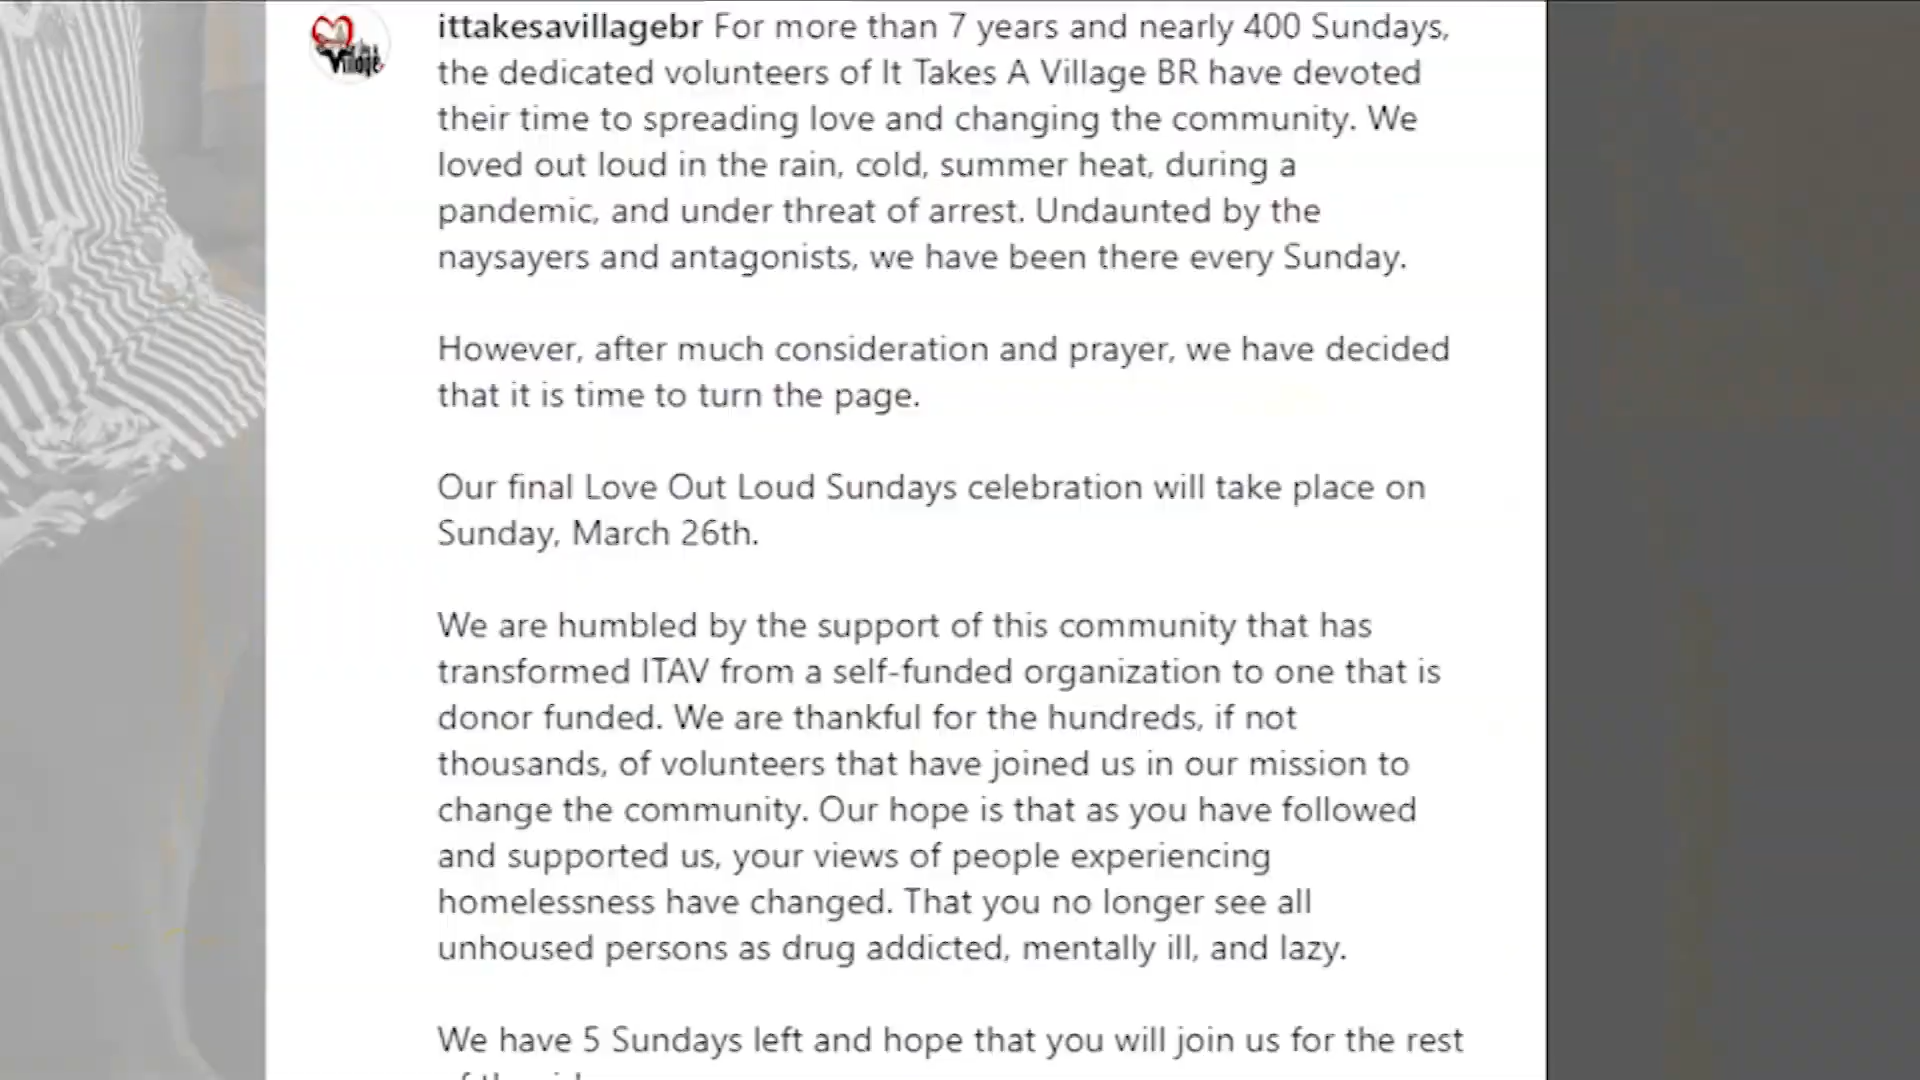 ittakesavillagebr For more than 7 years and nearly 400 Sundays,
the dedicated volunteers of It Takes A Village BR have devoted
their time to spreading love and changing the community. We
loved out loud in the rain, cold, summer heat, during a
pandemic, and under threat of arrest. Undaunted by the
naysayers and antagonists, we have been there every Sunday.
However, after much consideration and prayer, we have decided
that it is time to turn the page.
Our final Love Out Loud Sundays celebration will take place on
Sunday, March 26th.
We are humbled by the support of this community that has
transformed ITAV from a self-funded organization to one that is
donor funded. We are thankful for the hundreds, if not
thousands, of volunteers that have joined us in our mission to
change the community. Our hope is that as you have followed
and supported us, your views of people experiencing
homelessness have changed. That you no longer see all
unhoused persons as drug addicted, mentally ill, and lazy.
We have 5 Sundays left and hope that you will join us for the rest